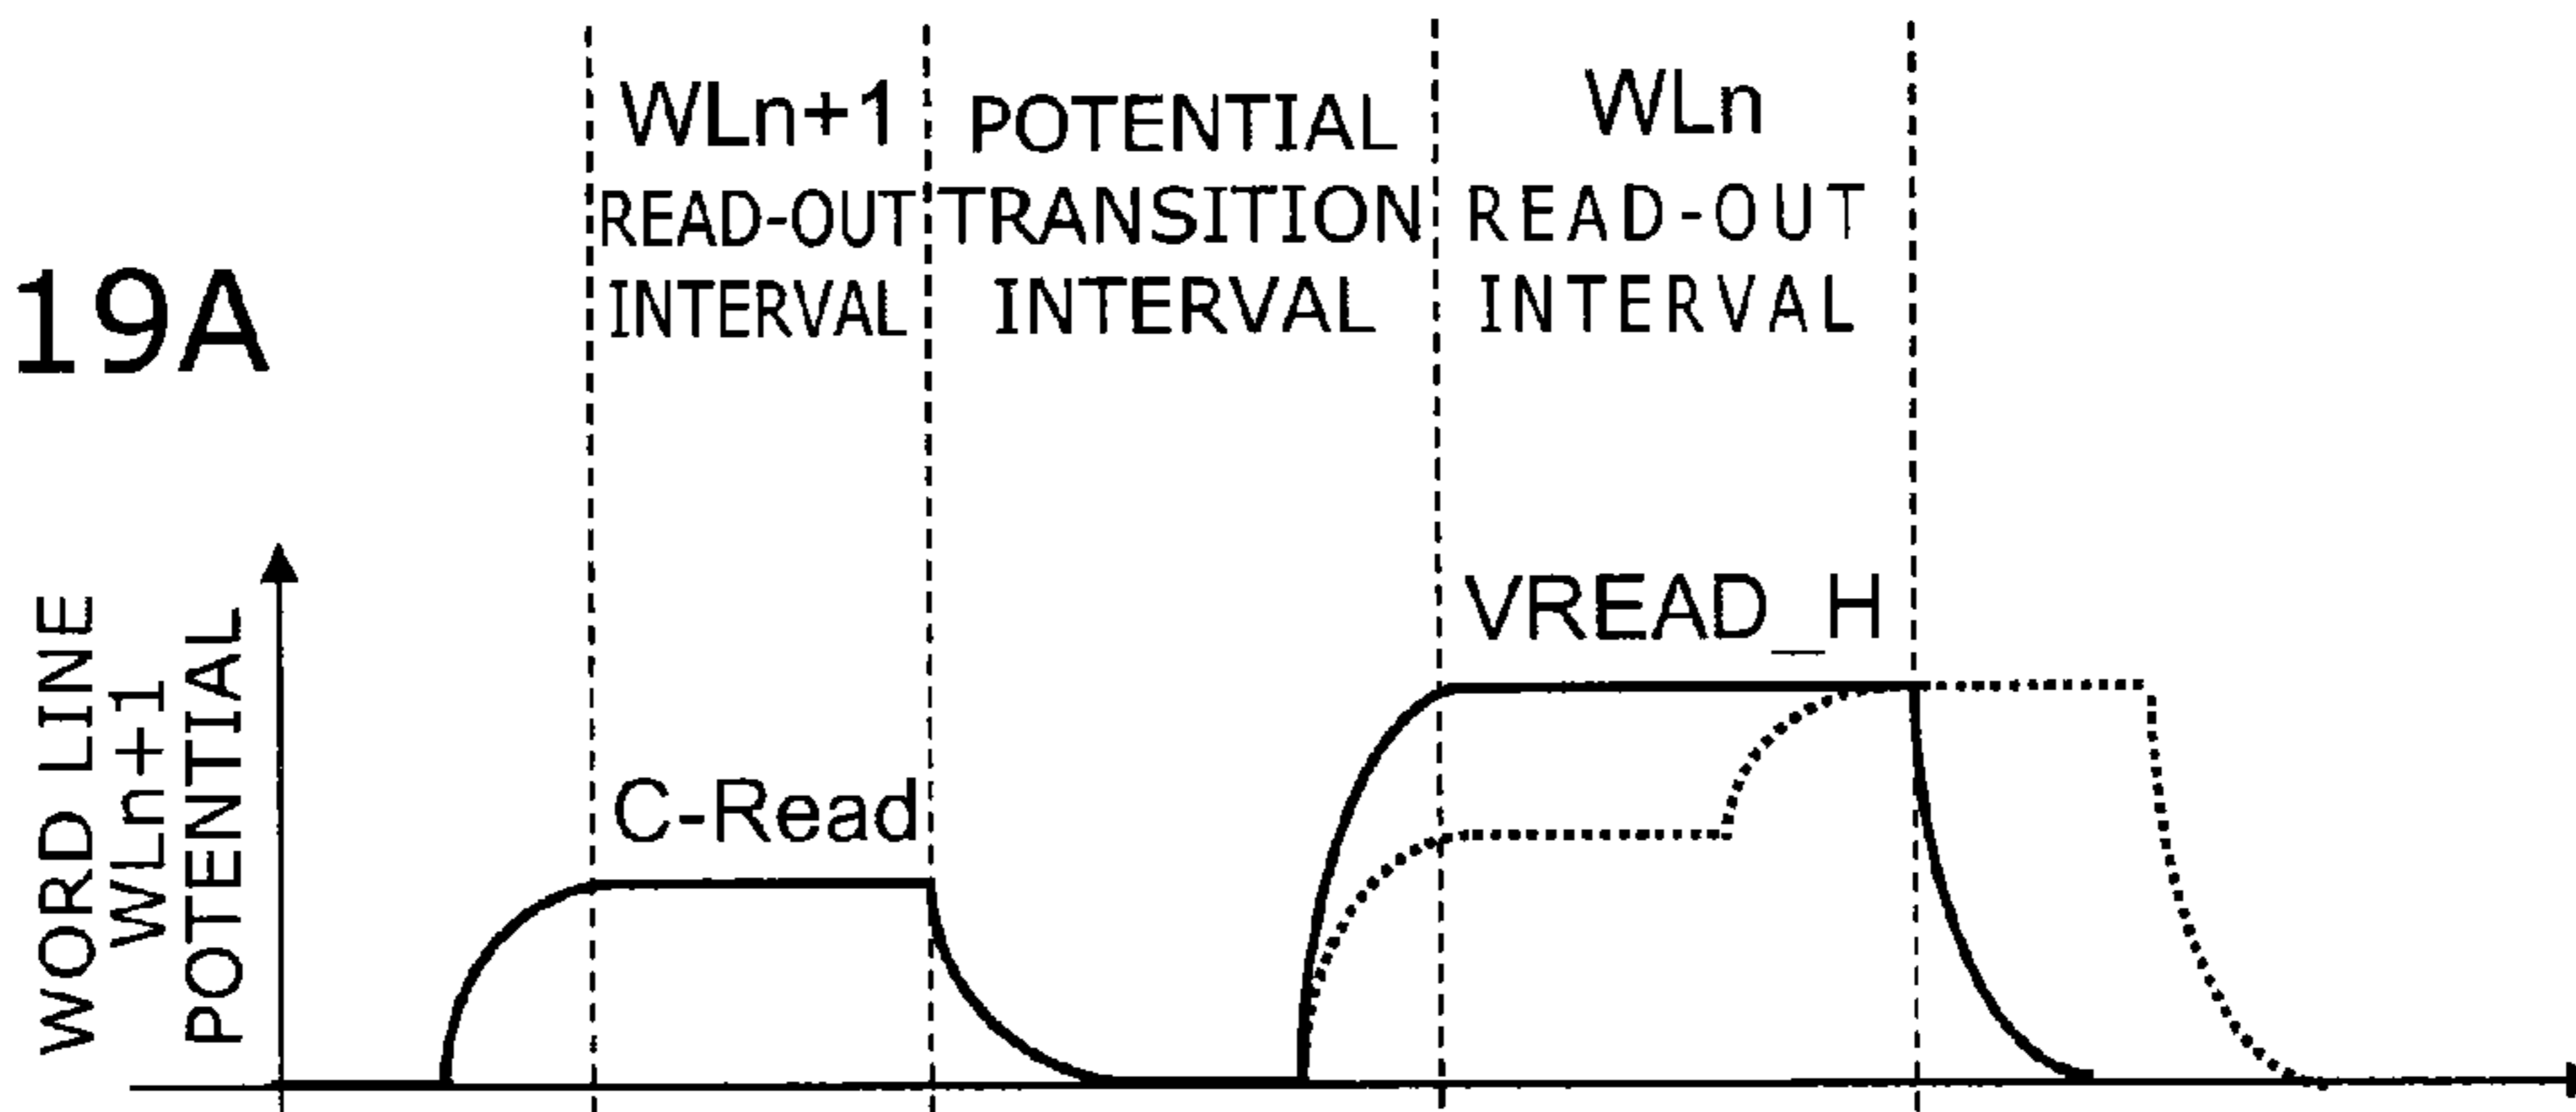 19A
WLn+1
READ-OUT
INTERVAL
POTENTIAL
TRANSITION
INTERVAL
WLn
READ-OUT
INTERVAL
VREAD_H
C-Read
WORD LINE
WLn+1
POTENTIAL